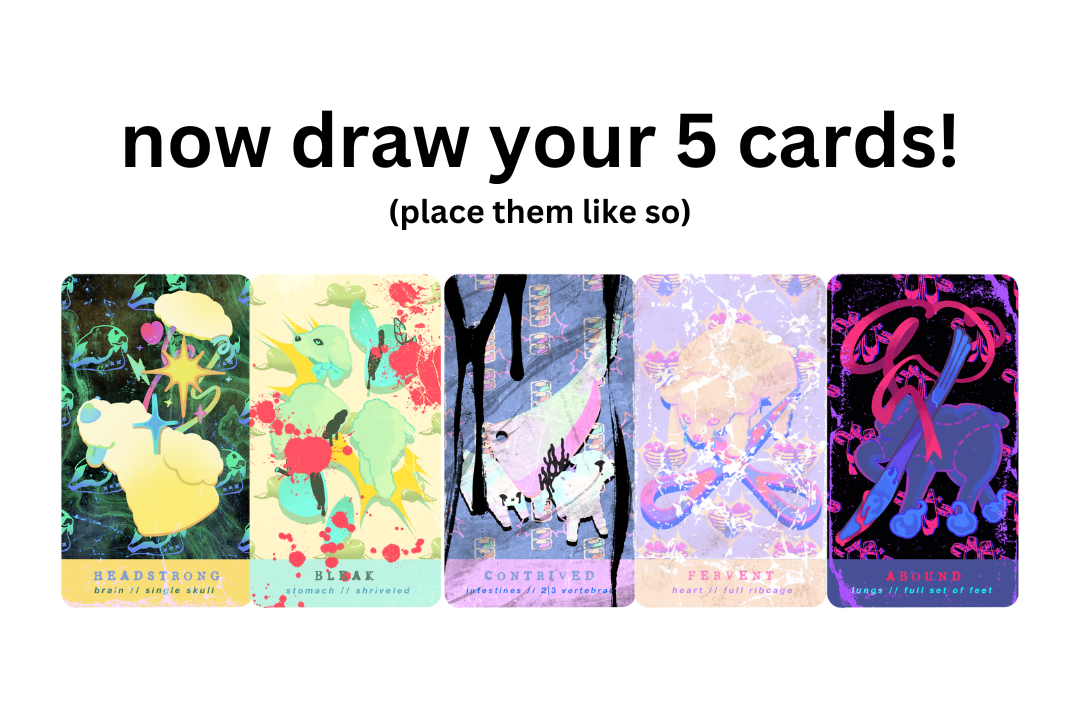 now draw your 5 cards!
(place them like so)
HEADSTRONG
brain // single skull
BLEAK
stomach // shriveled
CONTRIVED
intestines // 2|3 vertebrae
FERVENT
heart // full ribcage
ABOUND
lungs // full set of feet